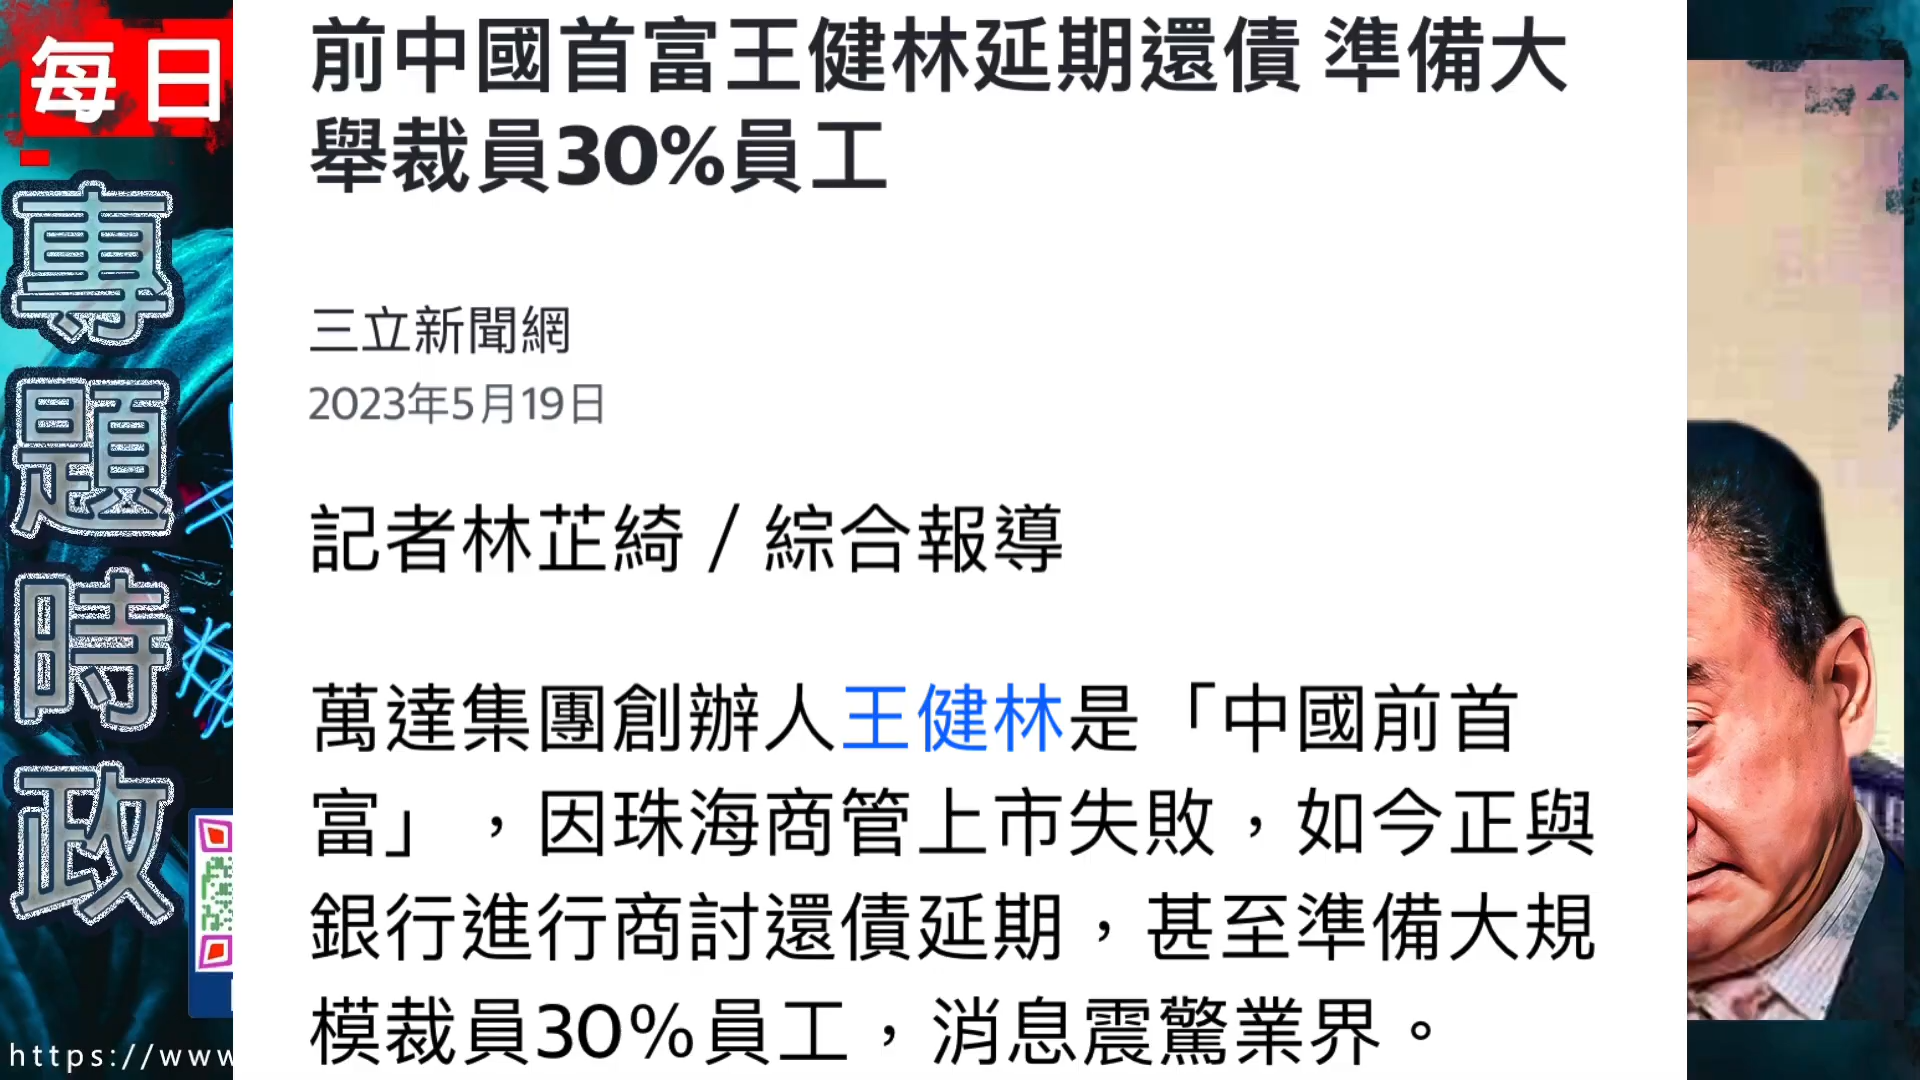 每日
專題時政
https://www
前中國首富王健林延期還債 準備大
舉裁員30%員工
三立新聞網
2023年5月19日
記者林芷綺／綜合報導
萬達集團創辦人王健林是「中國前首
富」，因珠海商管上市失敗，如今正與
銀行進行商討還債延期，甚至準備大規
模裁員30%員工，消息震驚業界。